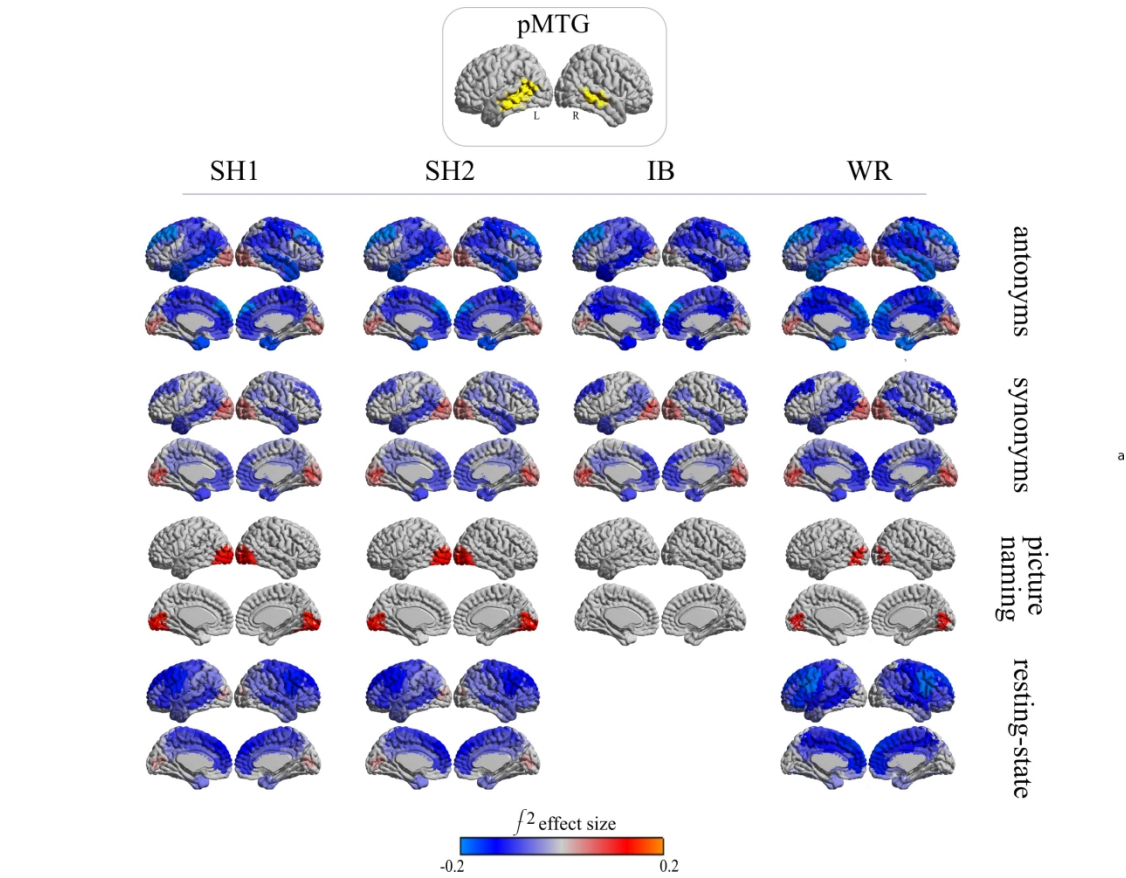 pMTG
L R
SH1 SH2 IB WR
antonyms
synonyms
a
picture
naming
resting-state
f2 effect size
-0.2 0.2